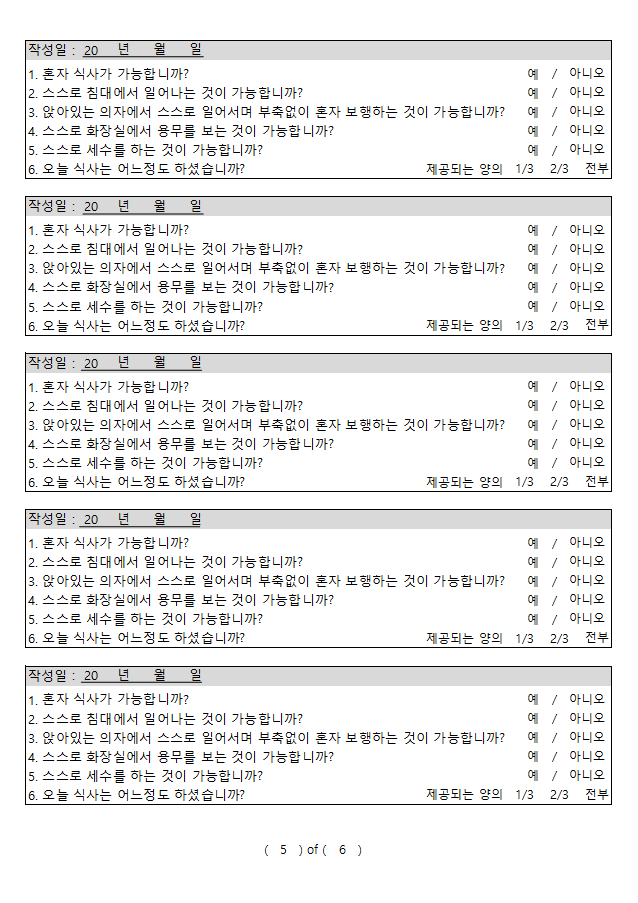 작성일 : 20 년 월 일
1. 혼자 식사가 가능합니까? 예 / 아니오
2. 스스로 침대에서 일어나는 것이 가능합니까? 예 / 아니오
3. 앉아있는 의자에서 스스로 일어서며 부축없이 혼자 보행하는 것이 가능합니까? 예 / 아니오
4. 스스로 화장실에서 용무를 보는 것이 가능합니까? 예 / 아니오
5. 스스로 세수를 하는 것이 가능합니까? 예 / 아니오
6. 오늘 식사는 어느정도 하셨습니까? 제공되는 양의 1/3 2/3 전부
작성일 : 20 년 월 일
1. 혼자 식사가 가능합니까? 예 / 아니오
2. 스스로 침대에서 일어나는 것이 가능합니까? 예 / 아니오
3. 앉아있는 의자에서 스스로 일어서며 부축없이 혼자 보행하는 것이 가능합니까? 예 / 아니오
4. 스스로 화장실에서 용무를 보는 것이 가능합니까? 예 / 아니오
5. 스스로 세수를 하는 것이 가능합니까? 예 / 아니오
6. 오늘 식사는 어느정도 하셨습니까? 제공되는 양의 1/3 2/3 전부
작성일 : 20 년 월 일
1. 혼자 식사가 가능합니까? 예 / 아니오
2. 스스로 침대에서 일어나는 것이 가능합니까? 예 / 아니오
3. 앉아있는 의자에서 스스로 일어서며 부축없이 혼자 보행하는 것이 가능합니까? 예 / 아니오
4. 스스로 화장실에서 용무를 보는 것이 가능합니까? 예 / 아니오
5. 스스로 세수를 하는 것이 가능합니까? 예 / 아니오
6. 오늘 식사는 어느정도 하셨습니까? 제공되는 양의 1/3 2/3 전부
작성일 : 20 년 월 일
1. 혼자 식사가 가능합니까? 예 / 아니오
2. 스스로 침대에서 일어나는 것이 가능합니까? 예 / 아니오
3. 앉아있는 의자에서 스스로 일어서며 부축없이 혼자 보행하는 것이 가능합니까? 예 / 아니오
4. 스스로 화장실에서 용무를 보는 것이 가능합니까? 예 / 아니오
5. 스스로 세수를 하는 것이 가능합니까? 예 / 아니오
6. 오늘 식사는 어느정도 하셨습니까? 제공되는 양의 1/3 2/3 전부
작성일 : 20 년 월 일
1. 혼자 식사가 가능합니까? 예 / 아니오
2. 스스로 침대에서 일어나는 것이 가능합니까? 예 / 아니오
3. 앉아있는 의자에서 스스로 일어서며 부축없이 혼자 보행하는 것이 가능합니까? 예 / 아니오
4. 스스로 화장실에서 용무를 보는 것이 가능합니까? 예 / 아니오
5. 스스로 세수를 하는 것이 가능합니까? 예 / 아니오
6. 오늘 식사는 어느정도 하셨습니까? 제공되는 양의 1/3 2/3 전부
( 5 ) of ( 6 )